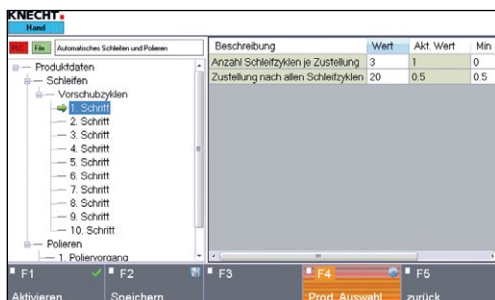 KNECHT
Hand
File
Automatisches Schleifen und Polieren
Produktdaten
Schleifen
Vorschubzyklen
1. Schritt
2. Schritt
3. Schritt
4. Schritt
5. Schritt
6. Schritt
7. Schritt
8. Schritt
9. Schritt
10. Schritt
Polieren
1. Poliervorgang
Beschreibung Wert Akt. Wert Min
Anzahl Schleifzyklen je Zustellung 3 1 0
Zustellung nach allen Schleifzyklen 20 0.5 0.5
F1 F2 F3 F4 F5
Aktivieren Speichern Prod. Auswahl zurück